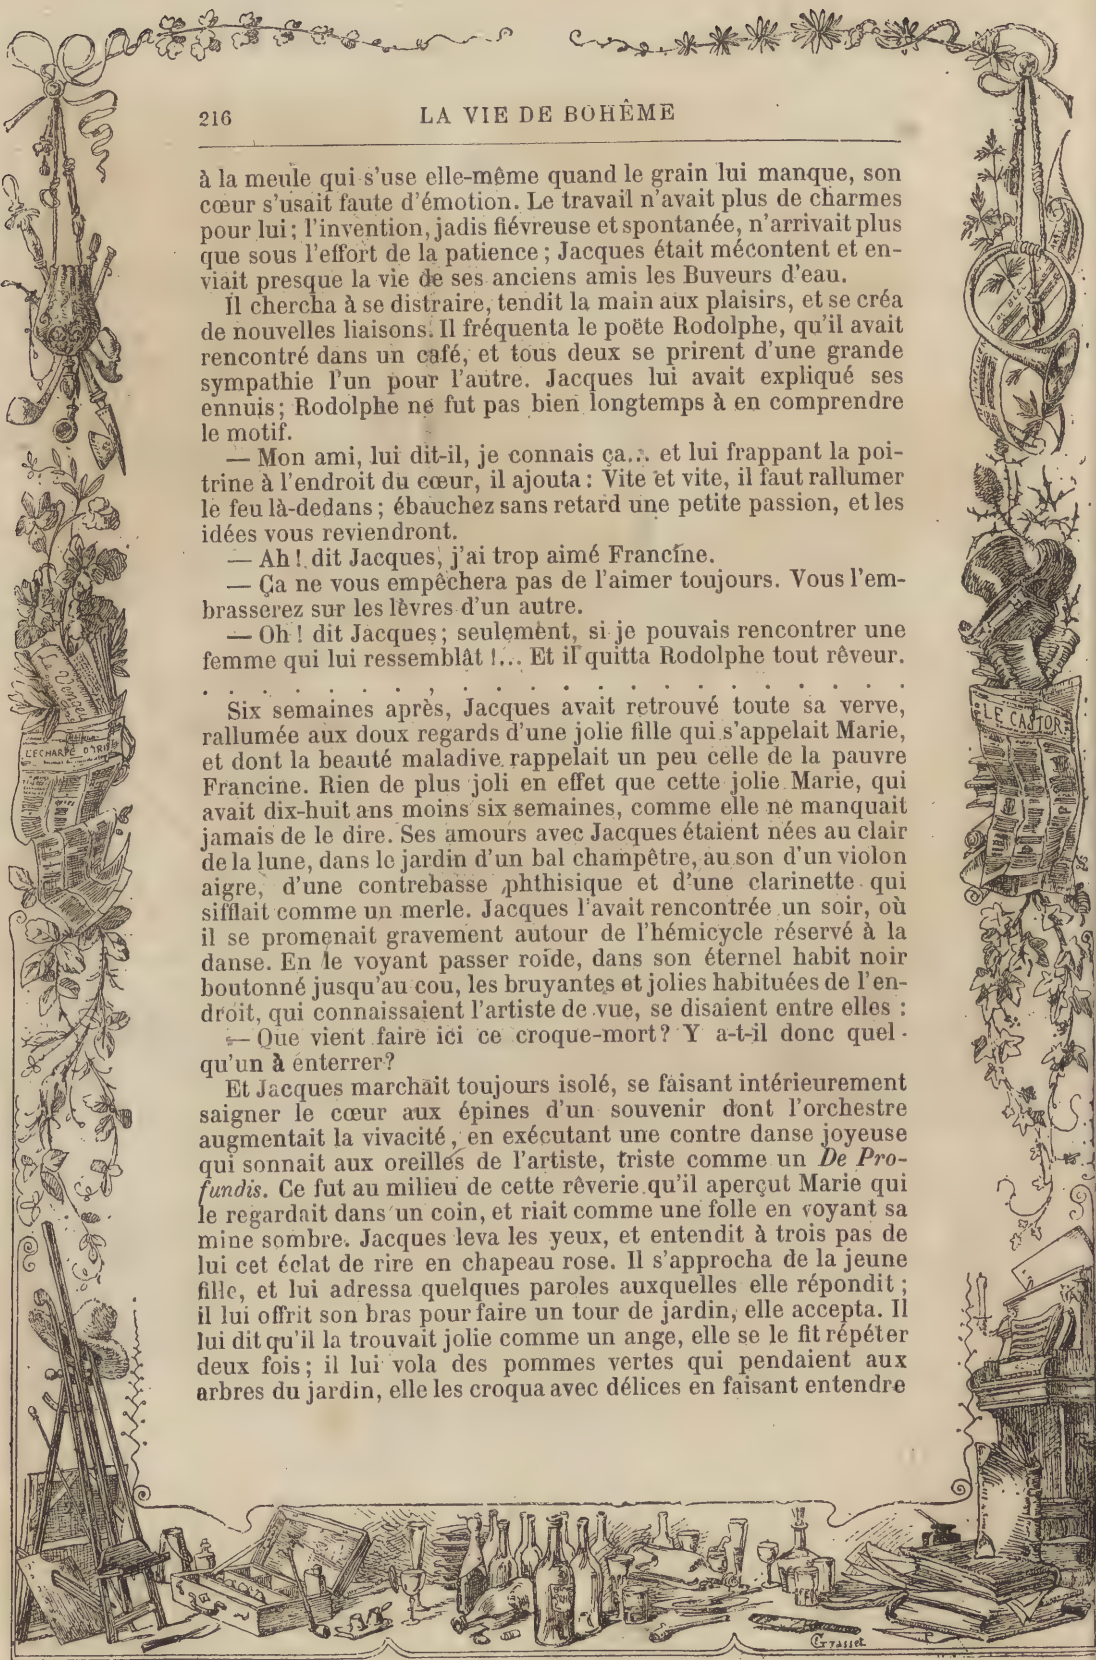 216
LA VIE DE BOHÊME
à la meule qui s'use elle-même quand le grain lui manque, son
cœur s'usait faute d'émotion. Le travail n'avait plus de charmes
pour lui ; l'invention, jadis fiévreuse et spontanée, n'arrivait plus
que sous l'effort de la patience ; Jacques était mécontent et en-
viait presque la vie de ses anciens amis les Buveurs d'eau.
Il chercha à se distraire, tendit la main aux plaisirs, et se créa
de nouvelles liaisons. Il fréquenta le poëte Rodolphe, qu'il avait
rencontré dans un café, et tous deux se prirent d'une grande
sympathie l'un pour l'autre. Jacques lui avait expliqué ses
ennuis ; Rodolphe ne fut pas bien longtemps à en comprendre
le motif.
— Mon ami, lui dit-il, je connais ça... et lui frappant la poi-
trine à l'endroit du cœur, il ajouta : Vite et vite, il faut rallumer
le feu là-dedans ; ébauchez sans retard une petite passion, et les
idées vous reviendront.
— Ah ! dit Jacques, j'ai trop aimé Francine.
— Ça ne vous empêchera pas de l'aimer toujours. Vous l'em-
brasserez sur les lèvres d'un autre.
— Oh ! dit Jacques ; seulement, si je pouvais rencontrer une
femme qui lui ressemblât !... Et il quitta Rodolphe tout rêveur.
. . . . . . . . . . . . . . . . . . . . . .
Six semaines après, Jacques avait retrouvé toute sa verve,
rallumée aux doux regards d'une jolie fille qui s'appelait Marie,
et dont la beauté maladive rappelait un peu celle de la pauvre
Francine. Rien de plus joli en effet que cette jolie Marie, qui
avait dix-huit ans moins six semaines, comme elle ne manquait
jamais de le dire. Ses amours avec Jacques étaient nées au clair
de la lune, dans le jardin d'un bal champêtre, au son d'un violon
aigre, d'une contrebasse phthisique et d'une clarinette qui
sifflait comme un merle. Jacques l'avait rencontrée un soir, où
il se promenait gravement autour de l'hémicycle réservé à la
danse. En le voyant passer roide, dans son éternel habit noir
boutonné jusqu'au cou, les bruyantes et jolies habituées de l'en-
droit, qui connaissaient l'artiste de vue, se disaient entre elles :
— Que vient faire ici ce croque-mort ? Y a-t-il donc quel-
qu'un à enterrer ?
Et Jacques marchait toujours isolé, se faisant intérieurement
saigner le cœur aux épines d'un souvenir dont l'orchestre
augmentait la vivacité, en exécutant une contre danse joyeuse
qui sonnait aux oreilles de l'artiste, triste comme un De Pro-
fundis. Ce fut au milieu de cette rêverie qu'il aperçut Marie qui
le regardait dans un coin, et riait comme une folle en voyant sa
mine sombre. Jacques leva les yeux, et entendit à trois pas de
lui cet éclat de rire en chapeau rose. Il s'approcha de la jeune
fille, et lui adressa quelques paroles auxquelles elle répondit ;
il lui offrit son bras pour faire un tour de jardin, elle accepta. Il
lui dit qu'il la trouvait jolie comme un ange, elle se le fit répéter
deux fois ; il lui vola des pommes vertes qui pendaient aux
arbres du jardin, elle les croqua avec délices en faisant entendre
L'ECHARPE D'IRIS
LE CASTOR
Grasset